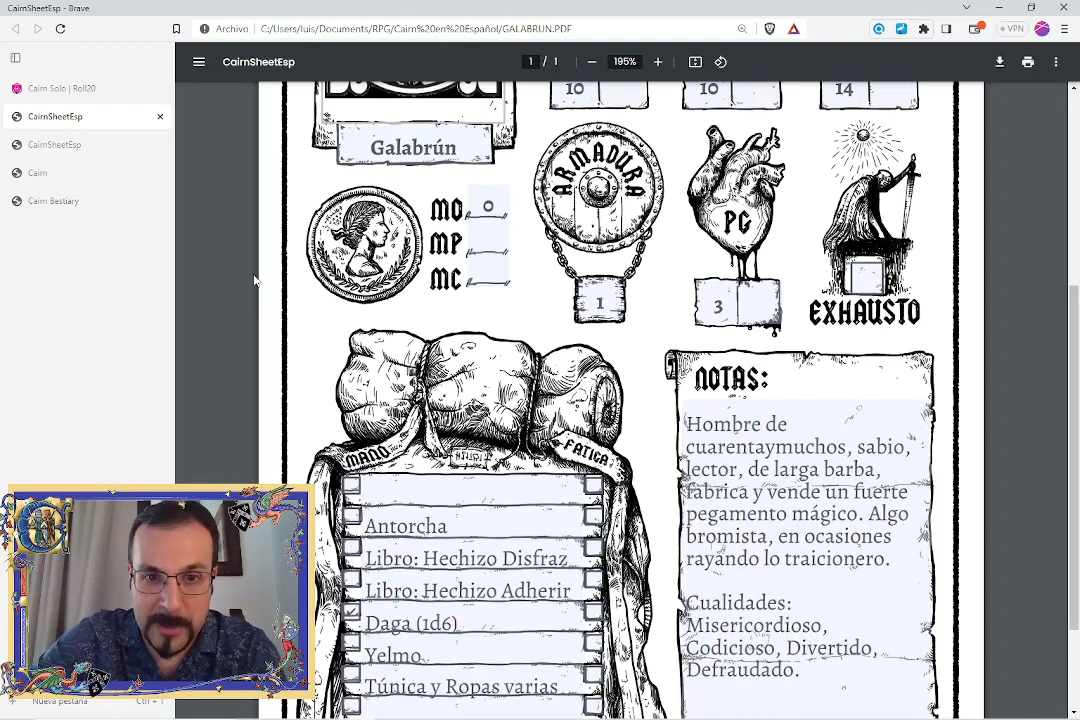 CairnSheetEsp - Brave
Archivo
C:/Users/luis/Documents/RPG/Cairn%20en%20Español/GALABRUN.PDF
VPN
CairnSheetEsp
1 / 1
195%
Cairn Solo | Roll20
CairnSheetEsp
CairnSheetEsp
Cairn
Cairn Bestiary
10
10
14
Galabrún
ARMADURA
1
PG
3
EXHAUSTO
MO 0
MP
MC
MANO
FATIGA
Antorcha
Libro: Hechizo Disfraz
Libro: Hechizo Adherir
Daga (1d6)
Yelmo
Túnica y Ropas varias
NOTAS:
Hombre de
cuarentaymuchos, sabio,
lector, de larga barba,
fabrica y vende un fuerte
pegamento mágico. Algo
bromista, en ocasiones
rayando lo traicionero.
Cualidades:
Misericordioso,
Codicioso, Divertido,
Defraudado.
Nueva pestaña
Ctrl + T